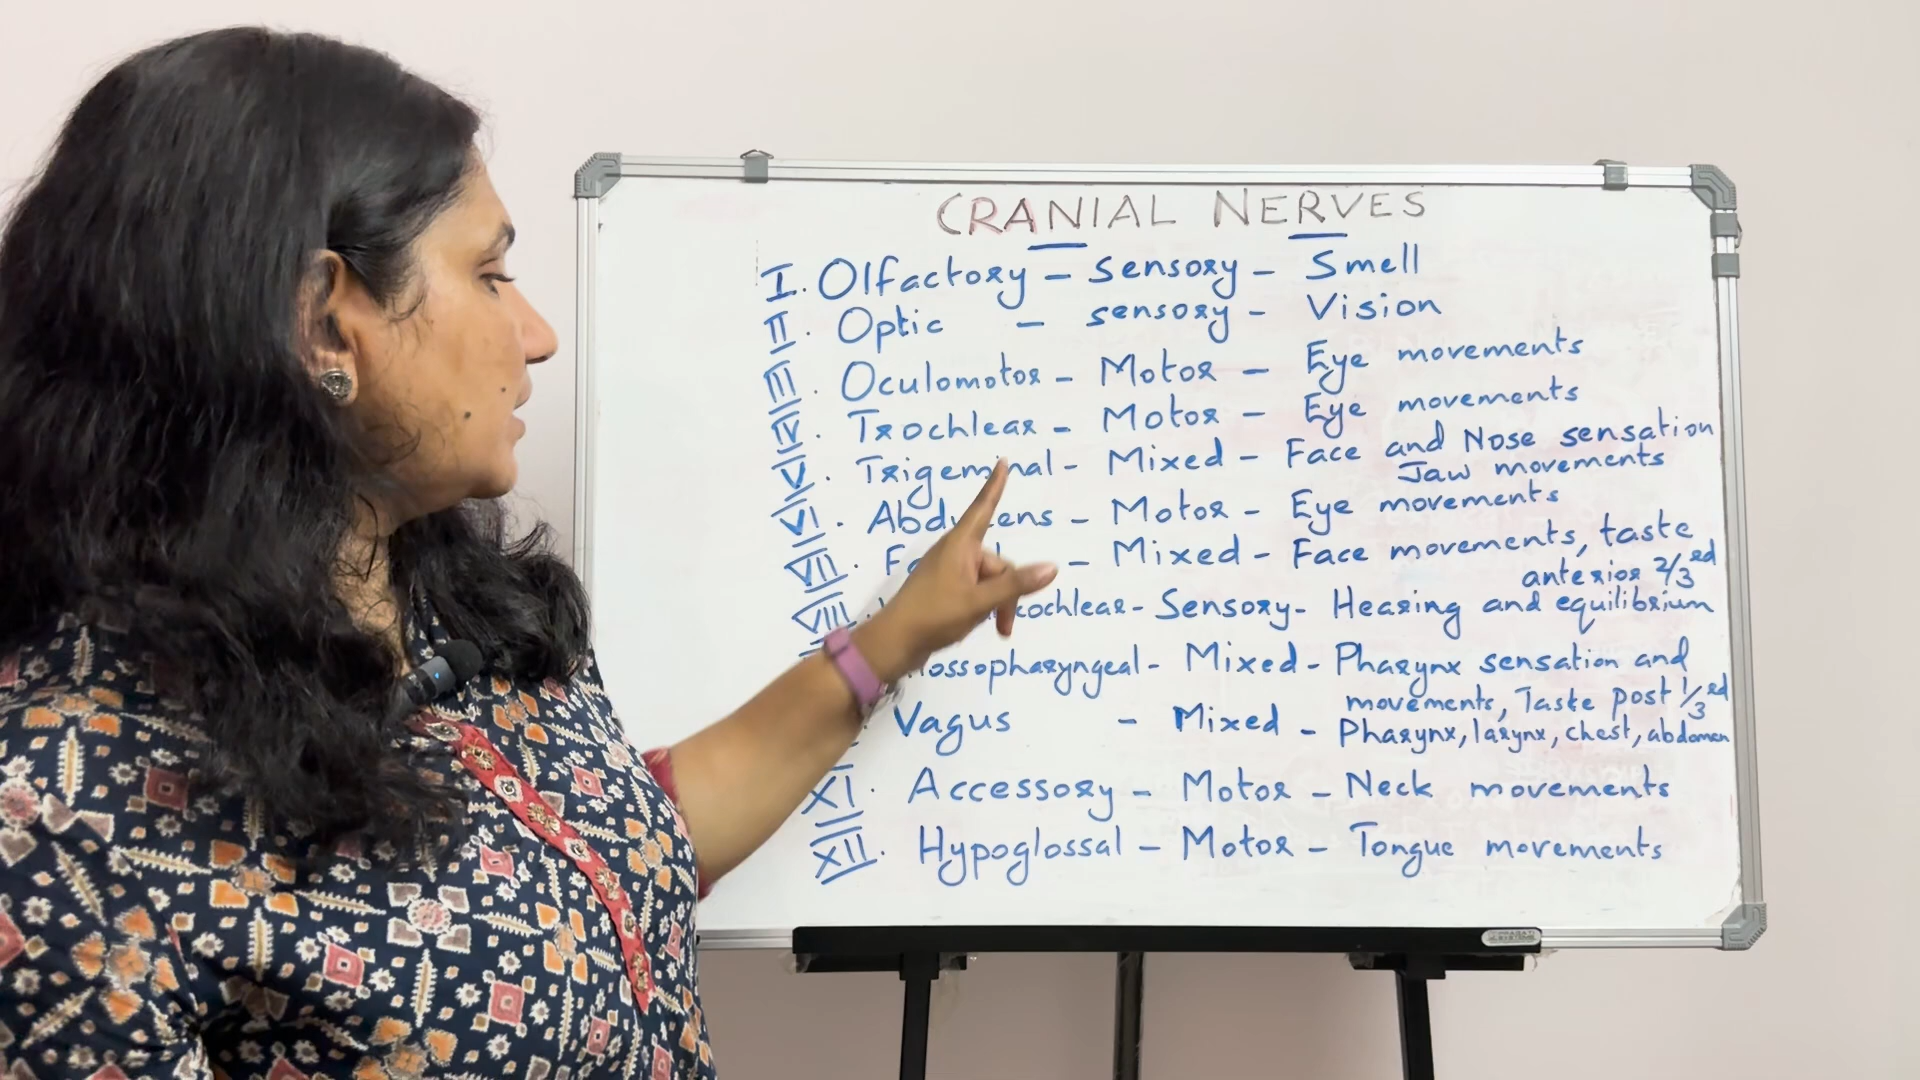 CRANIAL NERVES
I. Olfactory - Sensory - Smell
II. Optic - sensory - Vision
III. Oculomotor - Motor - Eye movements
IV. Trochlear - Motor - Eye movements
V. Trigeminal - Mixed - Face and Nose sensation
Jaw movements
VI. - Motor - Eye movements
VII. - Mixed - Face movements, taste
anterior 2/3rd
VIII. cochlear - Sensory - Hearing and equilibrium
lossopharyngeal - Mixed - Pharynx sensation and
movements, Taste post 1/3rd
Vagus - Mixed - Pharynx, larynx, chest, abdomen
XI. Accessory - Motor - Neck movements
XII. Hypoglossal - Motor - Tongue movements